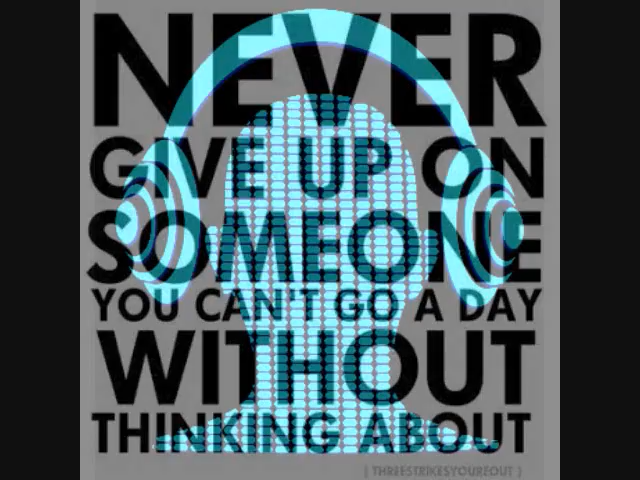 NEVER
GIVE UP ON
SOMEONE
YOU CAN'T GO A DAY
WITHOUT
THINKING ABOUT
( THREESTRIKESYOUREOUT )